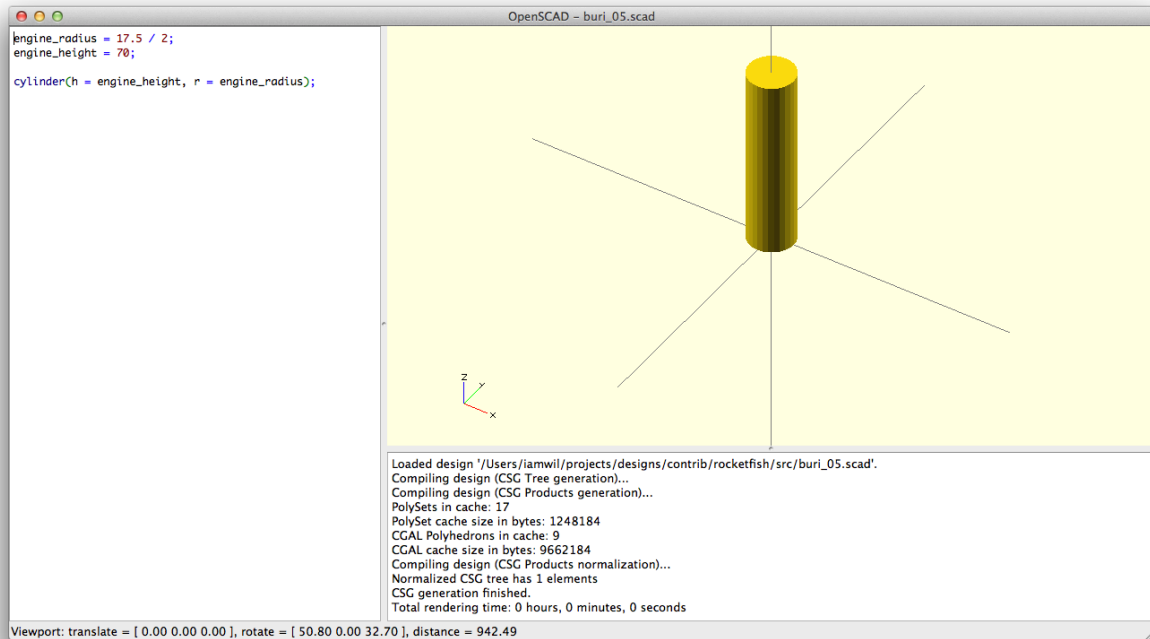 OpenSCAD – buri_05.scad
engine_radius = 17.5 / 2;
engine_height = 70;
cylinder(h = engine_height, r = engine_radius);
Z
Y
X
Loaded design '/Users/iamwil/projects/designs/contrib/rocketfish/src/buri_05.scad'.
Compiling design (CSG Tree generation)...
Compiling design (CSG Products generation)...
PolySets in cache: 17
PolySet cache size in bytes: 1248184
CGAL Polyhedrons in cache: 9
CGAL cache size in bytes: 9662184
Compiling design (CSG Products normalization)...
Normalized CSG tree has 1 elements
CSG generation finished.
Total rendering time: 0 hours, 0 minutes, 0 seconds
Viewport: translate = [ 0.00 0.00 0.00 ], rotate = [ 50.80 0.00 32.70 ], distance = 942.49